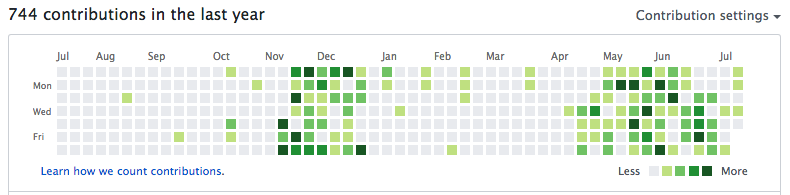 744 contributions in the last year
Contribution settings
Jul Aug Sep Oct Nov Dec Jan Feb Mar Apr May Jun Jul
Mon
Wed
Fri
Learn how we count contributions.
Less More